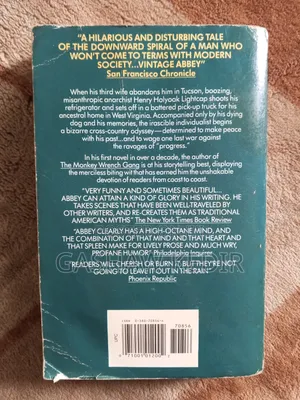 "A HILARIOUS AND DISTURBING TALE
OF THE DOWNWARD SPIRAL OF A MAN WHO
WON'T COME TO TERMS WITH MODERN
SOCIETY...VINTAGE ABBEY"
San Francisco Chronicle
When his third wife abandons him in Tucson, boozing,
misanthropic anarchist Henry Holyoak Lightcap shoots his
refrigerator and sets off in a battered pick-up truck for his
ancestral home in West Virginia. Accompanied only by his dying
dog and his memories, the irascible individualist begins
a bizarre cross-country odyssey—determined to make peace
with his past...and to wage one last war against the
ravages of "progress."
In his first novel in over a decade, the author of
The Monkey Wrench Gang is at his storytelling best, displaying
the merciless biting wit that has earned him the unshakable
devotion of readers from coast to coast.
"VERY FUNNY AND SOMETIMES BEAUTIFUL...
ABBEY CAN ATTAIN A KIND OF GLORY IN HIS WRITING. HE
TAKES SCENES THAT HAVE BEEN WELL-TRAVELED BY
OTHER WRITERS, AND RE-CREATES THEM AS TRADITIONAL
AMERICAN MYTHS" The New York Times Book Review
"ABBEY CLEARLY HAS A HIGH-OCTANE MIND, AND
THE COMBINATION OF THAT MIND AND THAT HEART AND
THAT SPLEEN MAKE FOR LIVELY PROSE AND MUCH WRY,
PROFANE HUMOR" Philadelphia Inquirer
"READERS WILL CHERISH OR BURN IT BUT THEY'RE NOT
GOING TO LEAVE IT OUT IN THE RAIN"
Phoenix Republic
UPC
70856